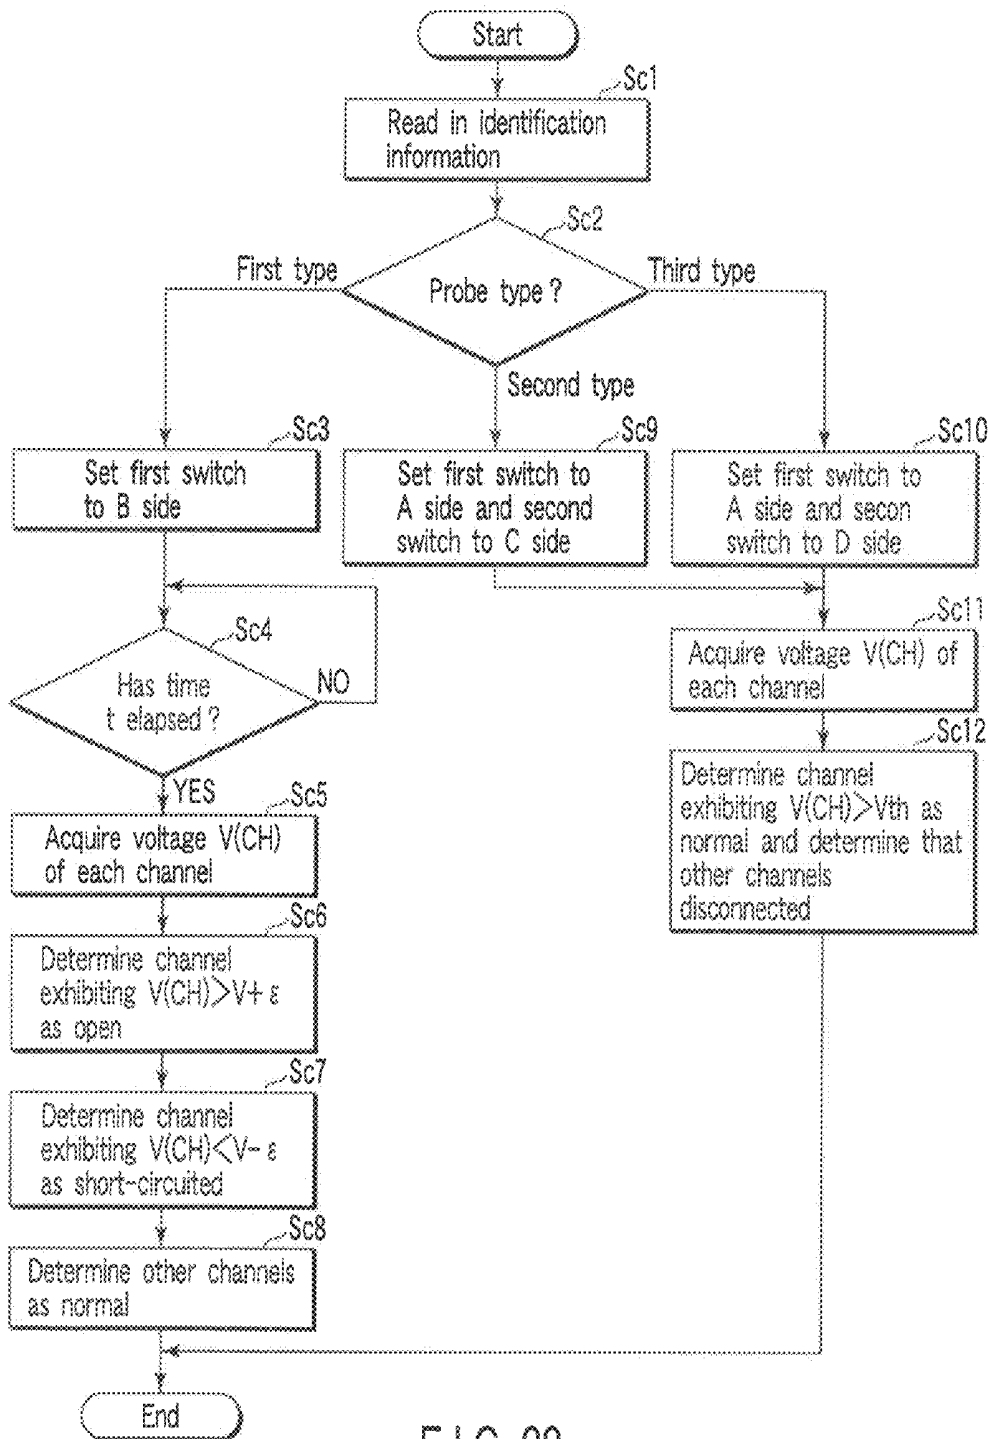 Start
Sc1
Read in identification
information
Sc2
First type
Probe type?
Third type
Second type
Sc3
Set first switch
to B side
Sc9
Set first switch to
A side and second
switch to C side
Sc10
Set first switch to
A side and secon
switch to D side
Sc4
Has time
t elapsed?
NO
YES
Sc11
Acquire voltage V(CH) of
each channel
Sc5
Acquire voltage V(CH)
of each channel
Sc12
Determine channel
exhibiting V(CH)>Vth as
normal and determine that
other channels
disconnected
Sc6
Determine channel
exhibiting V(CH)>V+ε
as open
Sc7
Determine channel
exhibiting V(CH)<V-ε
as short-circuited
Sc8
Determine other channels
as normal
End